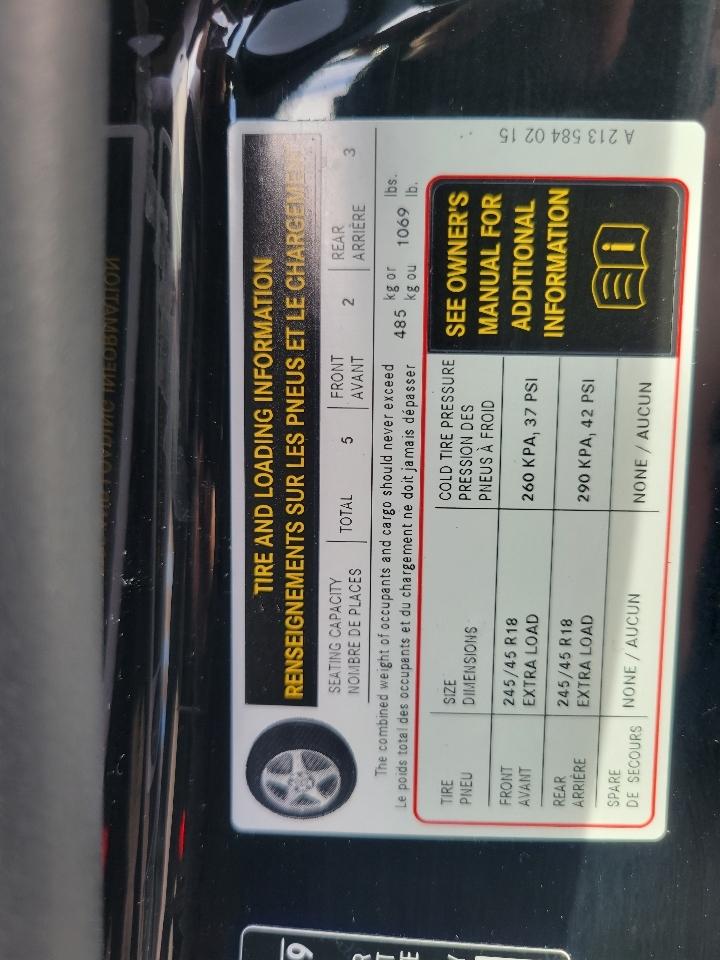 TIRE AND LOADING INFORMATION
RENSEIGNEMENTS SUR LES PNEUS ET LE CHARGEMENT
SEATING CAPACITY
NOMBRE DE PLACES
TOTAL 5
FRONT
AVANT
2
REAR
ARRIÈRE
3
The combined weight of occupants and cargo should never exceed
Le poids total des occupants et du chargement ne doit jamais dépasser
485 kg or 1069 lbs.
kg ou lb.
TIRE
PNEU
SIZE
DIMENSIONS
COLD TIRE PRESSURE
PRESSION DES
PNEUS À FROID
FRONT
AVANT
245/45 R18
EXTRA LOAD
260 KPA, 37 PSI
REAR
ARRIÈRE
245/45 R18
EXTRA LOAD
290 KPA, 42 PSI
SPARE
DE SECOURS
NONE / AUCUN
NONE / AUCUN
SEE OWNER'S
MANUAL FOR
ADDITIONAL
INFORMATION
A 213 584 02 15